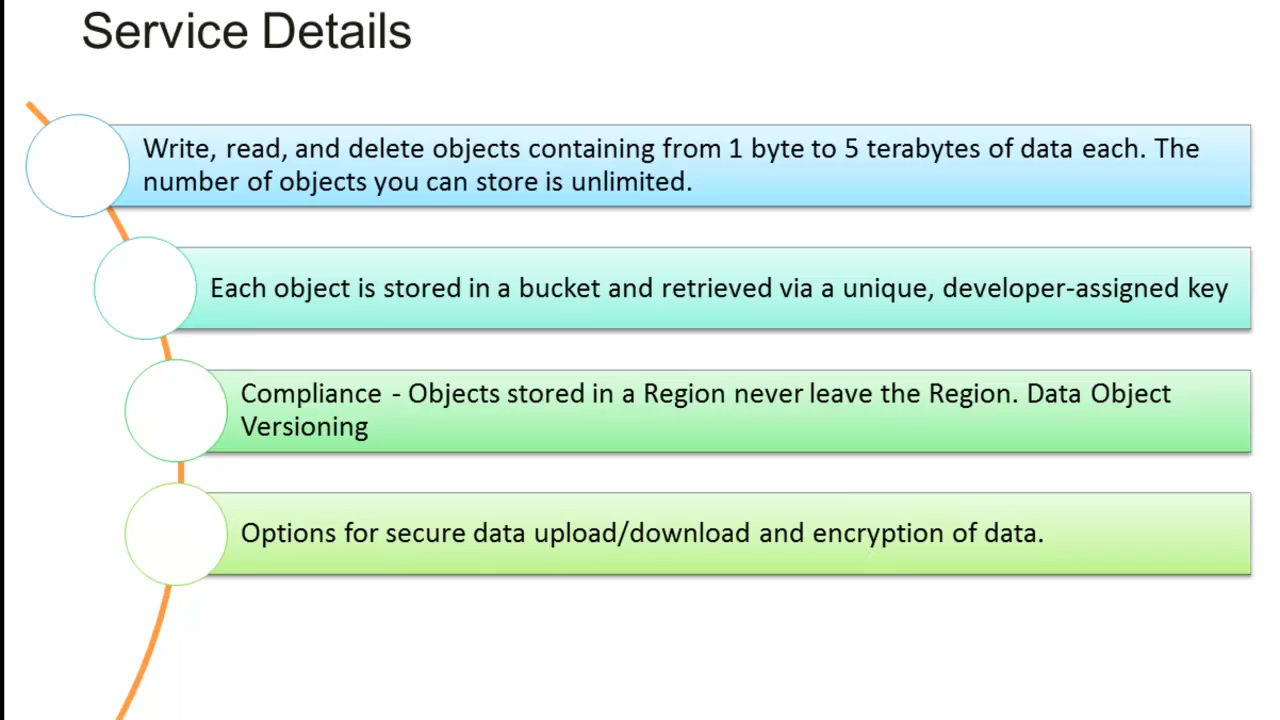 Service Details
Write, read, and delete objects containing from 1 byte to 5 terabytes of data each. The
number of objects you can store is unlimited.
Each object is stored in a bucket and retrieved via a unique, developer-assigned key
Compliance - Objects stored in a Region never leave the Region. Data Object
Versioning
Options for secure data upload/download and encryption of data.